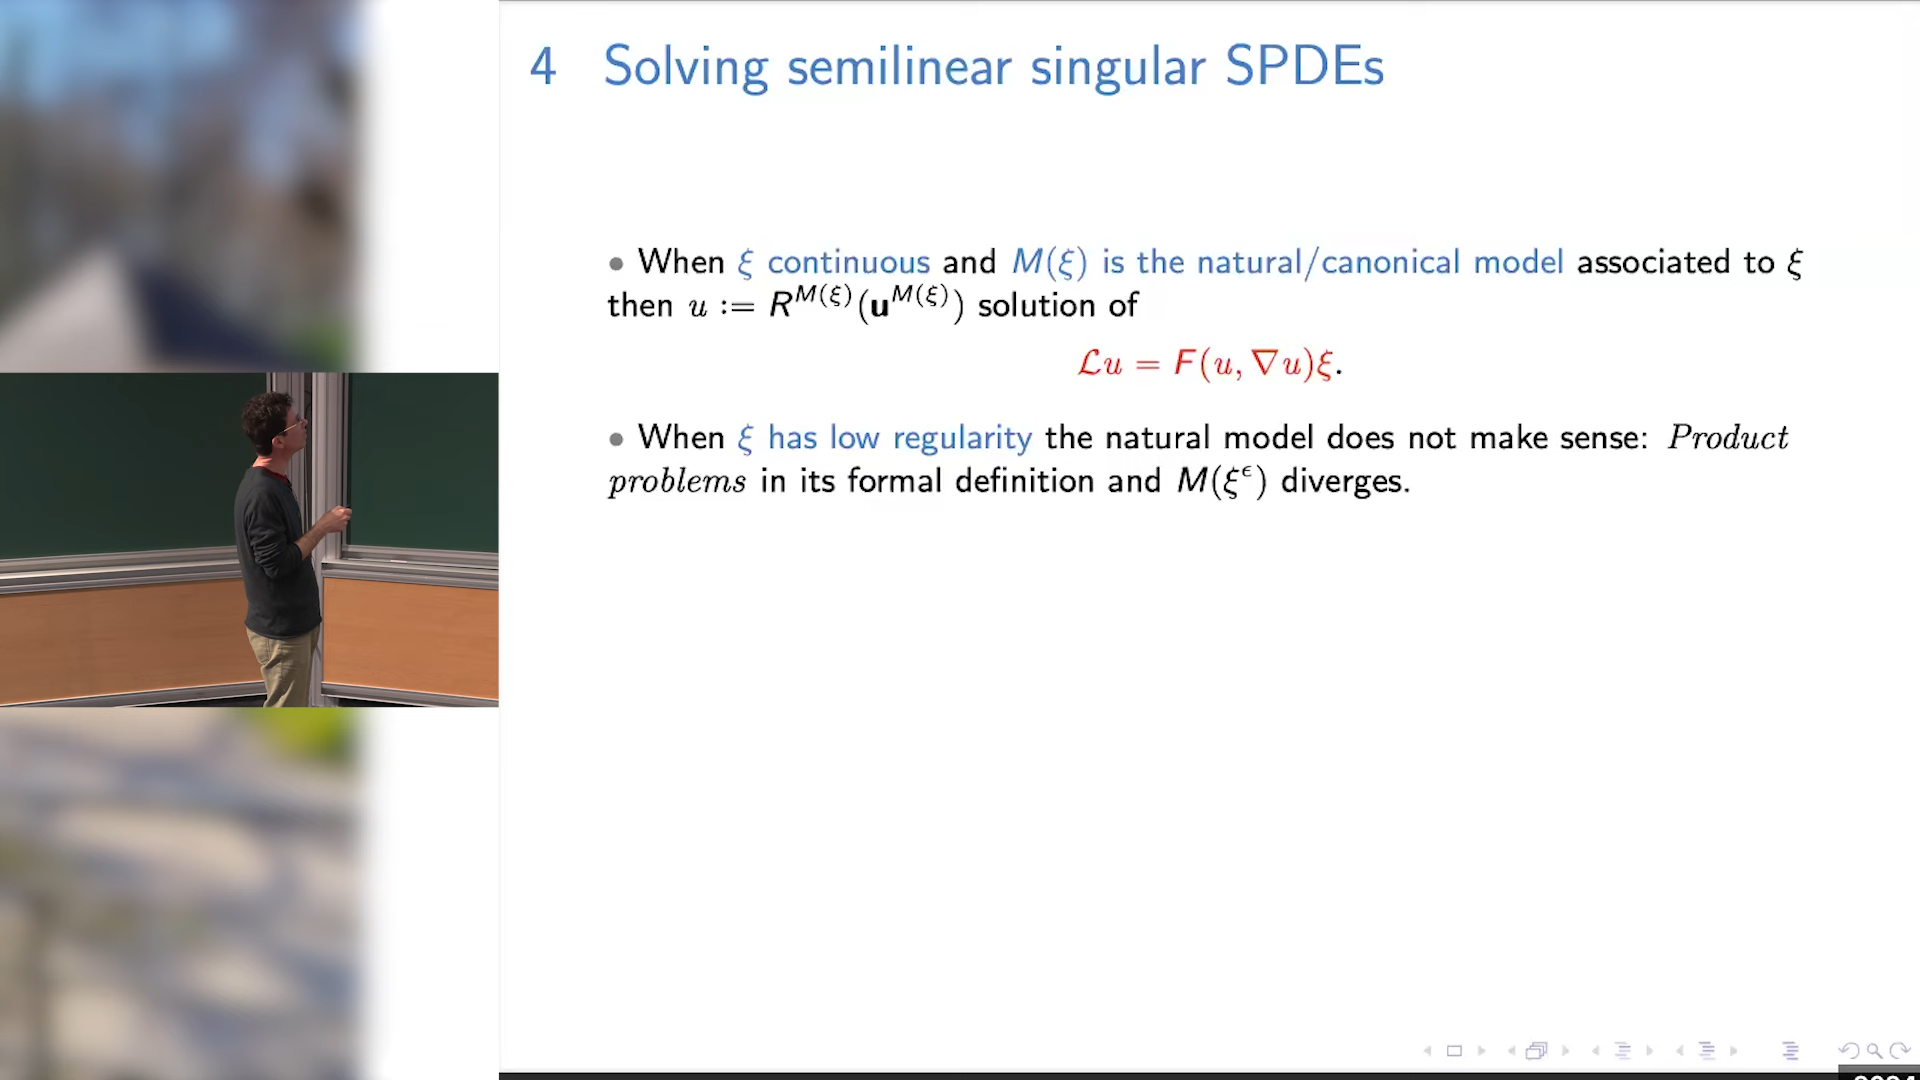 4 Solving semilinear singular SPDEs
• When ξ continuous and M(ξ) is the natural/canonical model associated to ξ
then u := R^{M(ξ)}(𝐮^{M(ξ)}) solution of
ℒu = F(u, ∇u)ξ.
• When ξ has low regularity the natural model does not make sense: Product
problems in its formal definition and M(ξ^ϵ) diverges.